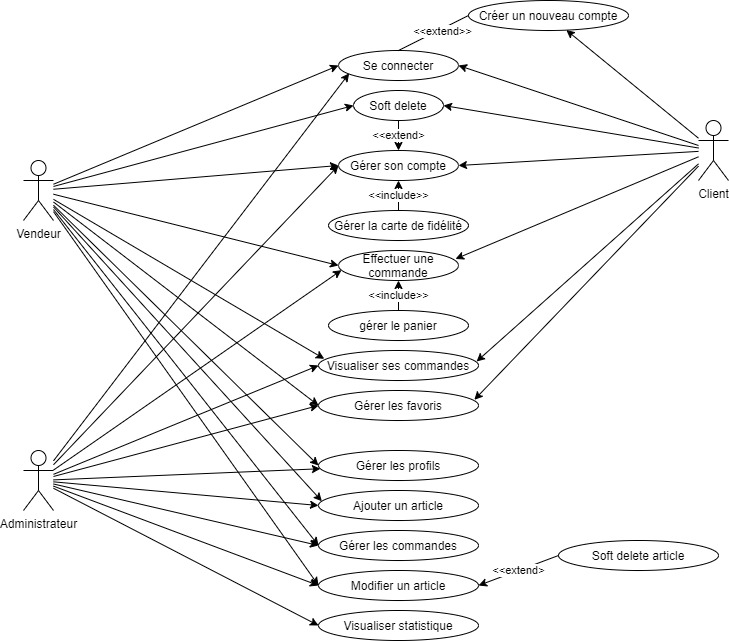 Créer un nouveau compte
<<extend>>
Se connecter
Soft delete
<<extend>>
Gérer son compte
Client
<<include>>
Vendeur
Gérer la carte de fidélité
Effectuer une
commande
<<include>>
gérer le panier
Visualiser ses commandes
Gérer les favoris
Gérer les profils
Ajouter un article
Administrateur
Gérer les commandes
Soft delete article
<<extend>>
Modifier un article
Visualiser statistique